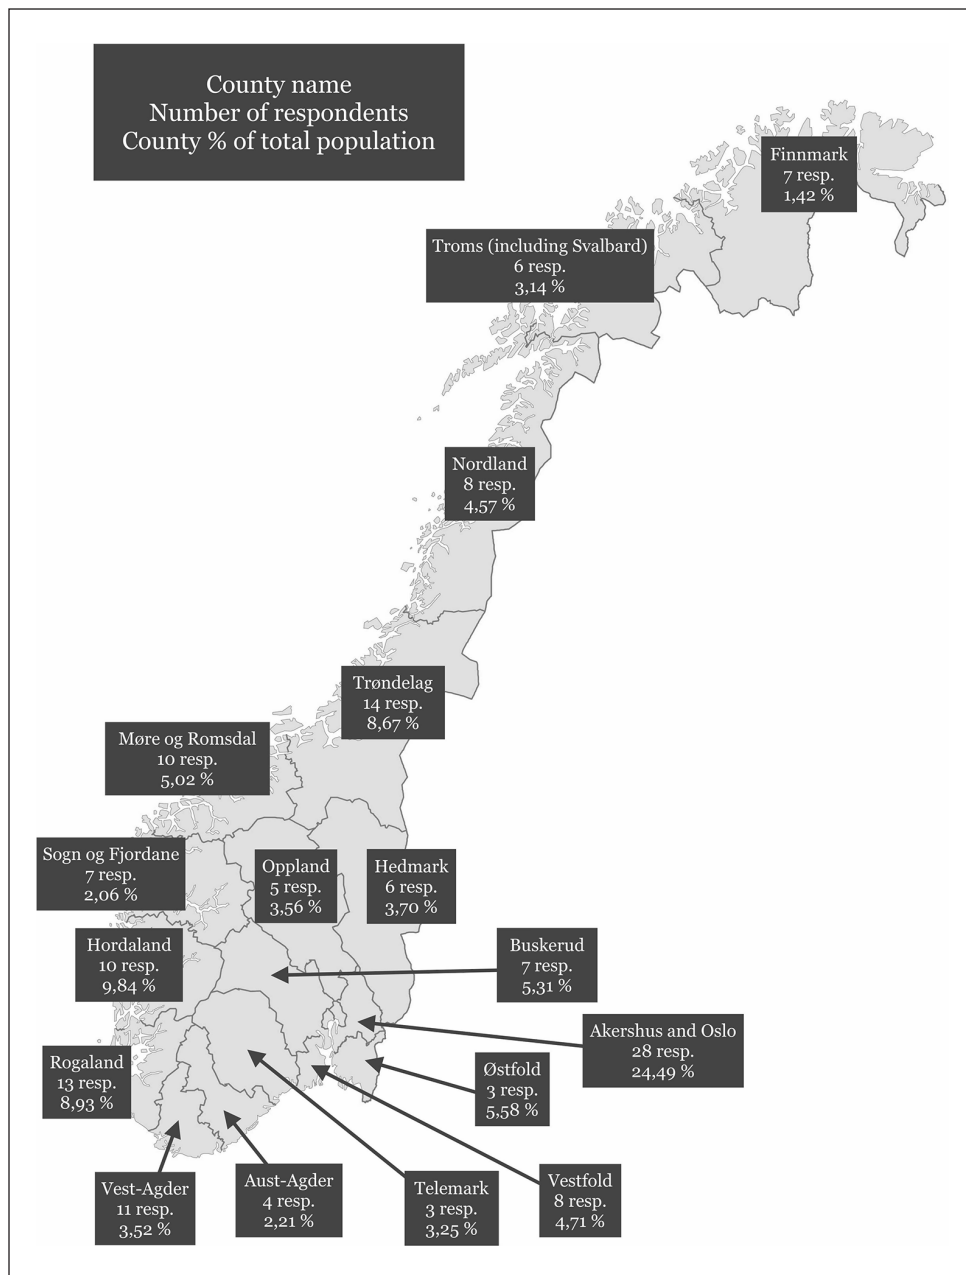 County name
Number of respondents
County % of total population
Finnmark
7 resp.
1,42 %
Troms (including Svalbard)
6 resp.
3,14 %
Nordland
8 resp.
4,57 %
Trøndelag
14 resp.
8,67 %
Møre og Romsdal
10 resp.
5,02 %
Sogn og Fjordane
7 resp.
2,06 %
Oppland
5 resp.
3,56 %
Hedmark
6 resp.
3,70 %
Hordaland
10 resp.
9,84 %
Buskerud
7 resp.
5,31 %
Akershus and Oslo
28 resp.
24,49 %
Rogaland
13 resp.
8,93 %
Østfold
3 resp.
5,58 %
Vest-Agder
11 resp.
3,52 %
Aust-Agder
4 resp.
2,21 %
Telemark
3 resp.
3,25 %
Vestfold
8 resp.
4,71 %